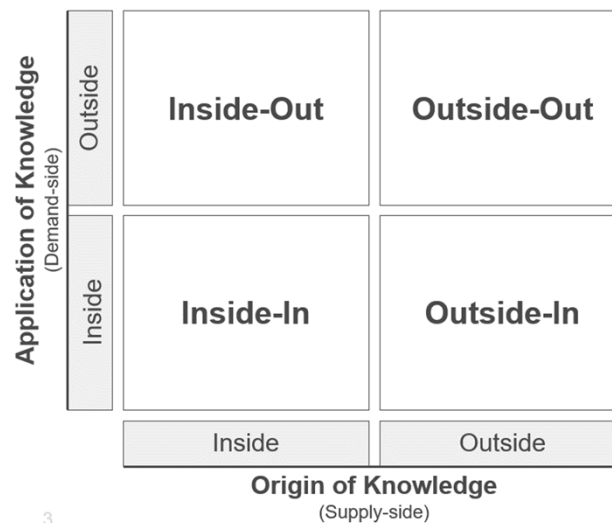 Application of Knowledge
(Demand-side)
Outside
Inside-Out
Outside-Out
Inside
Inside-In
Outside-In
Inside
Outside
Origin of Knowledge
(Supply-side)
3